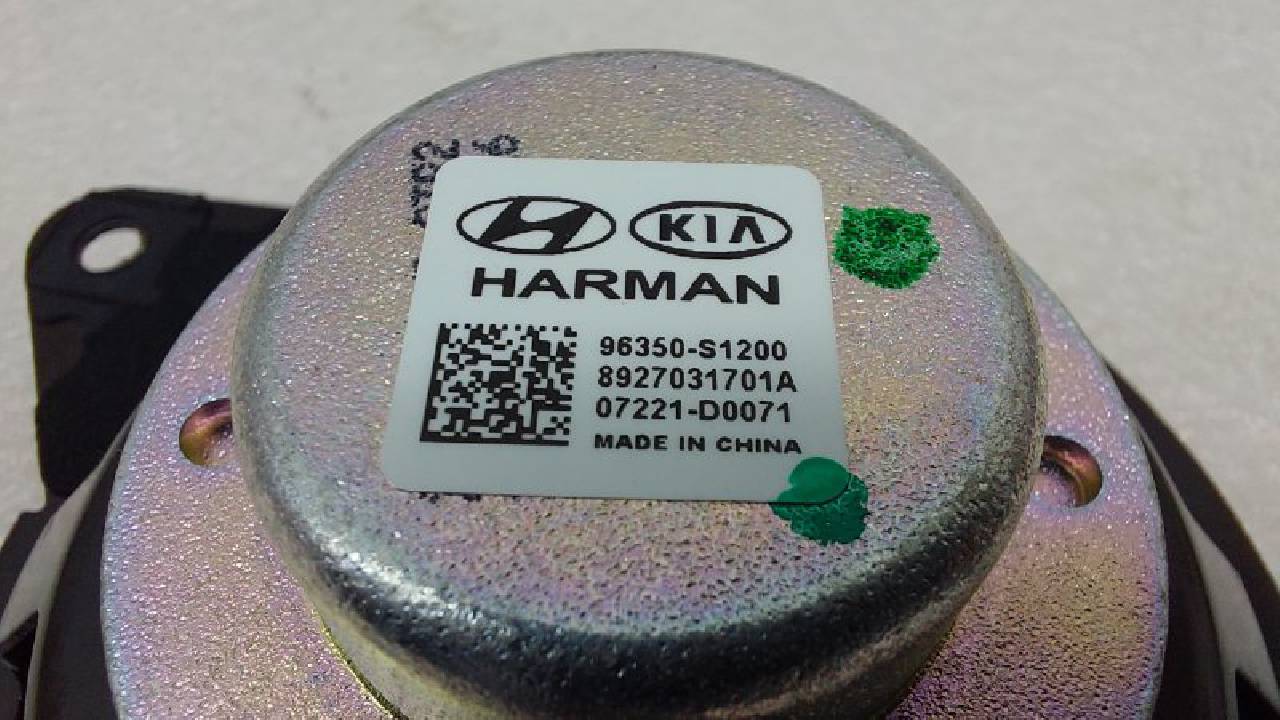 KIA
HARMAN
96350-S1200
8927031701A
07221-D0071
MADE IN CHINA